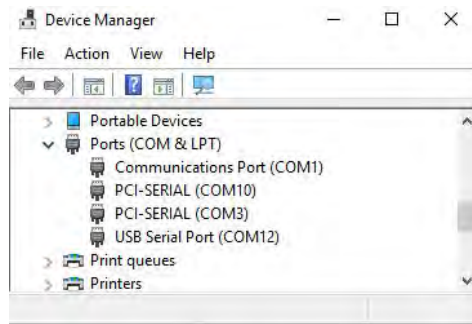 Device Manager
File Action View Help
Portable Devices
Ports (COM & LPT)
Communications Port (COM1)
PCI-SERIAL (COM10)
PCI-SERIAL (COM3)
USB Serial Port (COM12)
Print queues
Printers